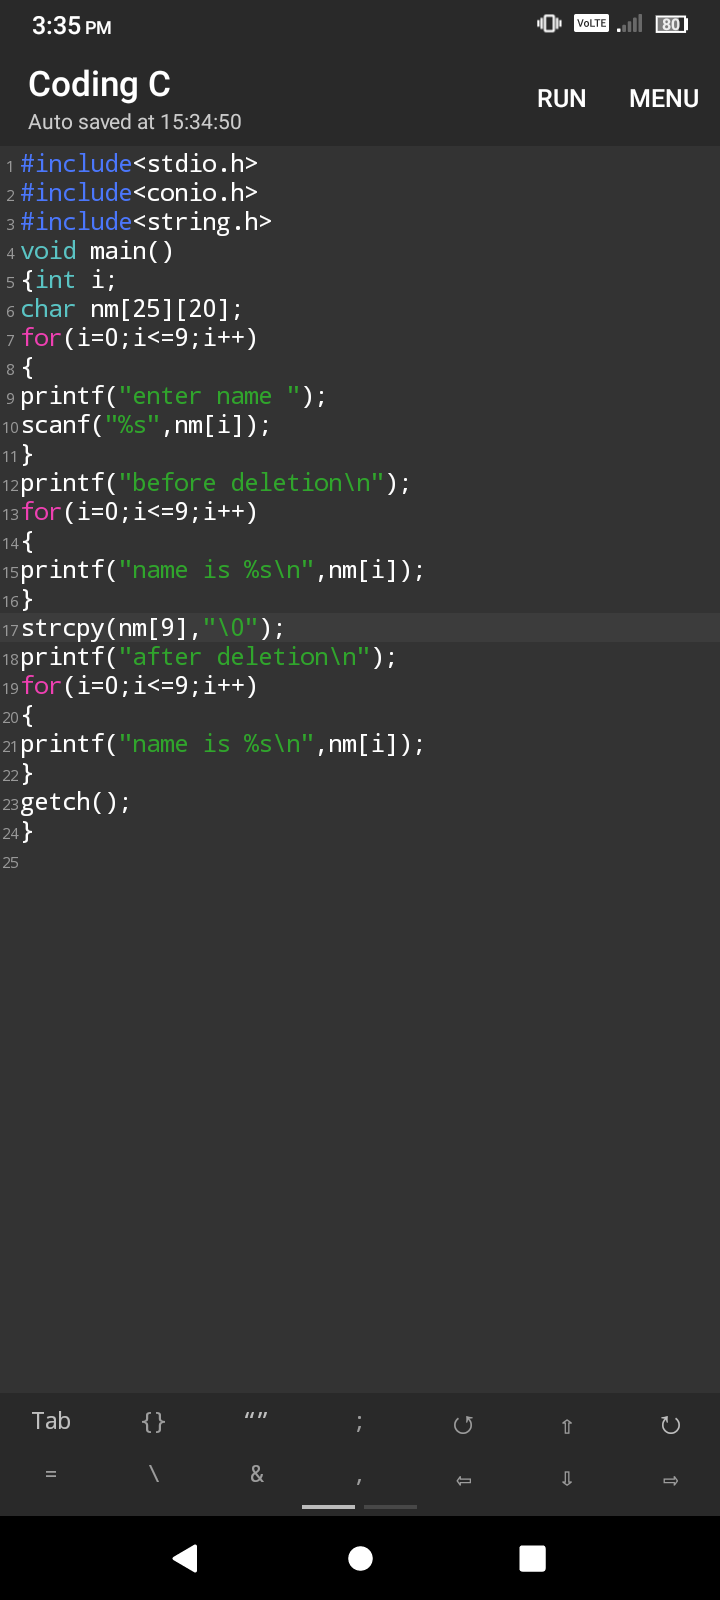 3:35 PM VoLTE 80
Coding C
Auto saved at 15:34:50
RUN MENU
1 #include<stdio.h>
2 #include<conio.h>
3 #include<string.h>
4 void main()
5 {int i;
6 char nm[25][20];
7 for(i=0;i<=9;i++)
8 {
9 printf("enter name ");
10 scanf("%s",nm[i]);
11 }
12 printf("before deletion\n");
13 for(i=0;i<=9;i++)
14 {
15 printf("name is %s\n",nm[i]);
16 }
17 strcpy(nm[9],"\0");
18 printf("after deletion\n");
19 for(i=0;i<=9;i++)
20 {
21 printf("name is %s\n",nm[i]);
22 }
23 getch();
24 }
25
Tab {} “” ; ⭯ ⇧ ⭮
= \ & , ⇦ ⇩ ⇨